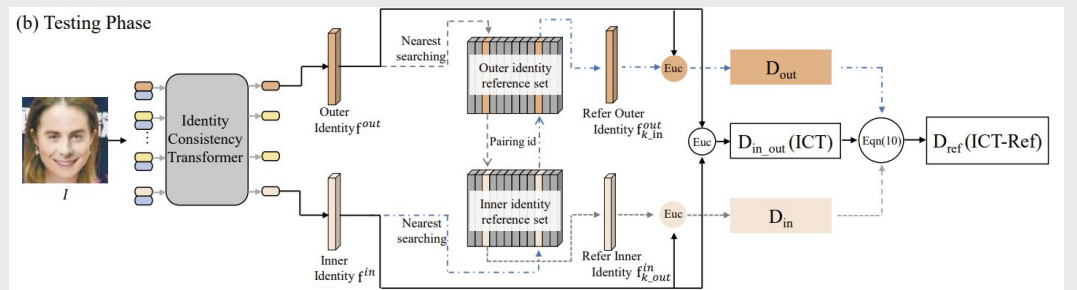 (b) Testing Phase
I
Identity
Consistency
Transformer
Outer
Identity f^out
Inner
Identity f^in
Nearest
searching
Nearest
searching
Outer identity
reference set
Pairing id
Inner identity
reference set
Refer Outer
Identity f^out_k_in
Refer Inner
Identity f^in_k_out
Euc
Euc
Euc
D_out
D_in_out (ICT)
D_in
Eqn(10)
D_ref (ICT-Ref)